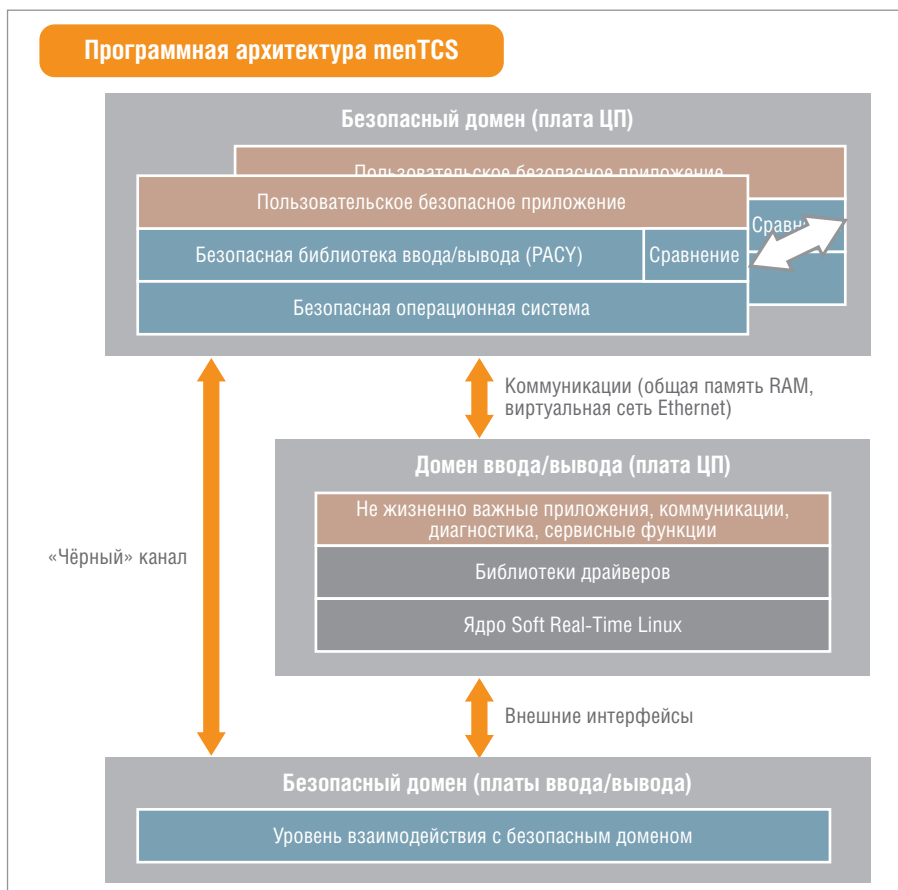 Программная архитектура menTCS
Безопасный домен (плата ЦП)
Пользовательское безопасное приложение
Пользовательское безопасное приложение
Сравн
Безопасная библиотека ввода/вывода (PACY)
Сравнение
Безопасная операционная система
Коммуникации (общая память RAM,
виртуальная сеть Ethernet)
Домен ввода/вывода (плата ЦП)
Не жизненно важные приложения, коммуникации,
диагностика, сервисные функции
«Чёрный» канал
Библиотеки драйверов
Ядро Soft Real-Time Linux
Внешние интерфейсы
Безопасный домен (платы ввода/вывода)
Уровень взаимодействия с безопасным доменом